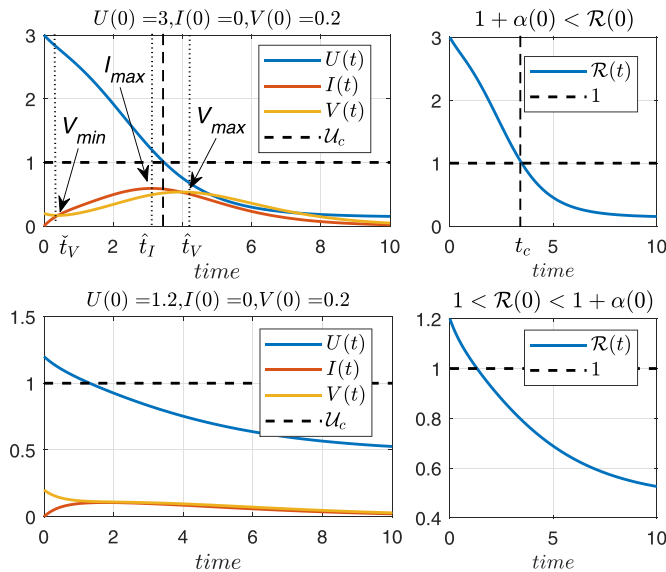 U(0) =3,I(0)=0,V(0)=0.2
3
2
1
0
I_max
V_min
V_max
U(t)
I(t)
V(t)
𝒰_c
0 2 4 6 8 10
ť_V t̂_I t̂_V
time
1 + α(0) < ℛ(0)
3
2
1
0
ℛ(t)
1
0 t_c 5 10
time
U(0) =1.2,I(0)=0,V(0)=0.2
1.5
1
0.5
0
U(t)
I(t)
V(t)
𝒰_c
0 2 4 6 8 10
time
1 < ℛ(0) < 1 + α(0)
1.2
1
0.8
0.6
0.4
ℛ(t)
1
0 5 10
time